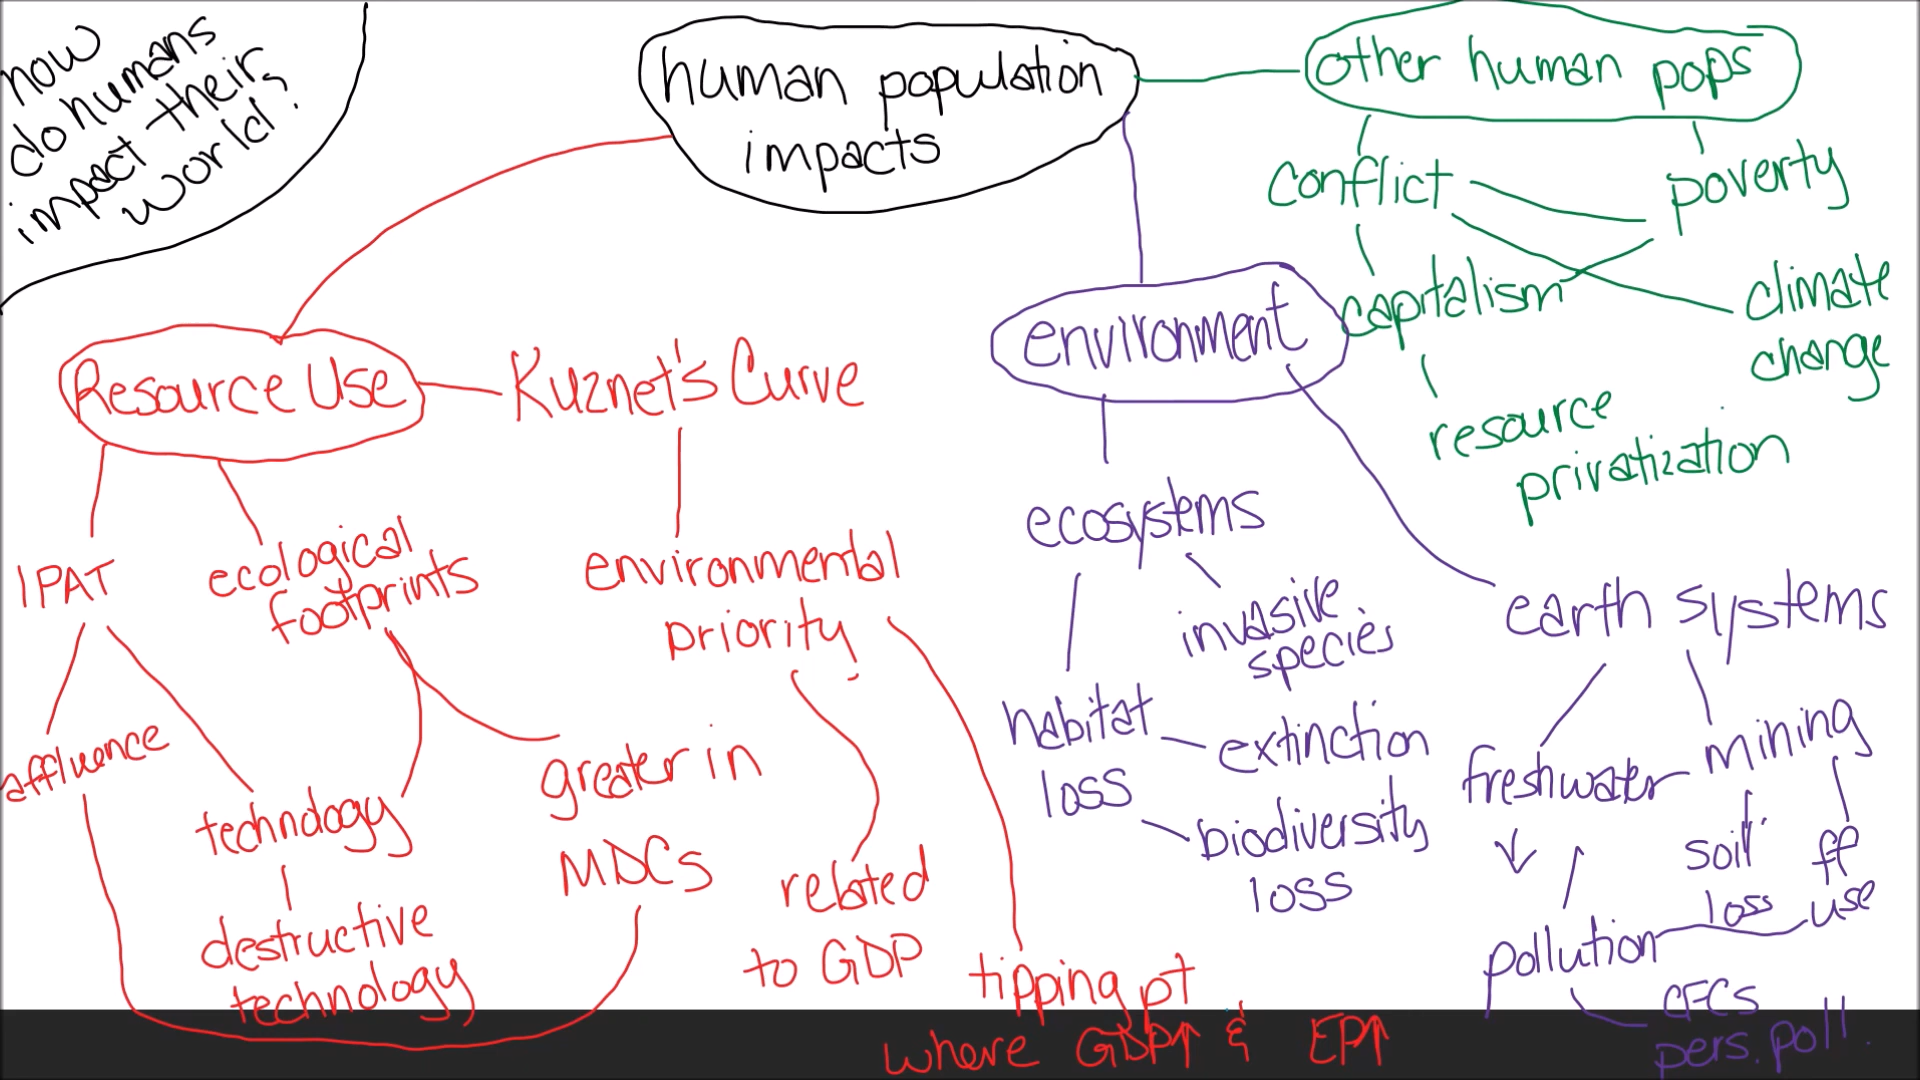 how
do humans
impact their
world?
human population
impacts
other human pops
conflict
poverty
capitalism
climate
change
resource
privatization
Resource Use
Kuznet's Curve
environment
IPAT
ecological
footprints
environmental
priority
ecosystems
invasive
species
earth systems
affluence
technology
destructive
technology
greater in
MDCs
related
to GDP
tipping pt
where GDP↑ & EP↑
habitat
loss
extinction
biodiversity
loss
freshwater
↓
mining
soil
loss
ff
use
pollution
CFCs
pers. poll.